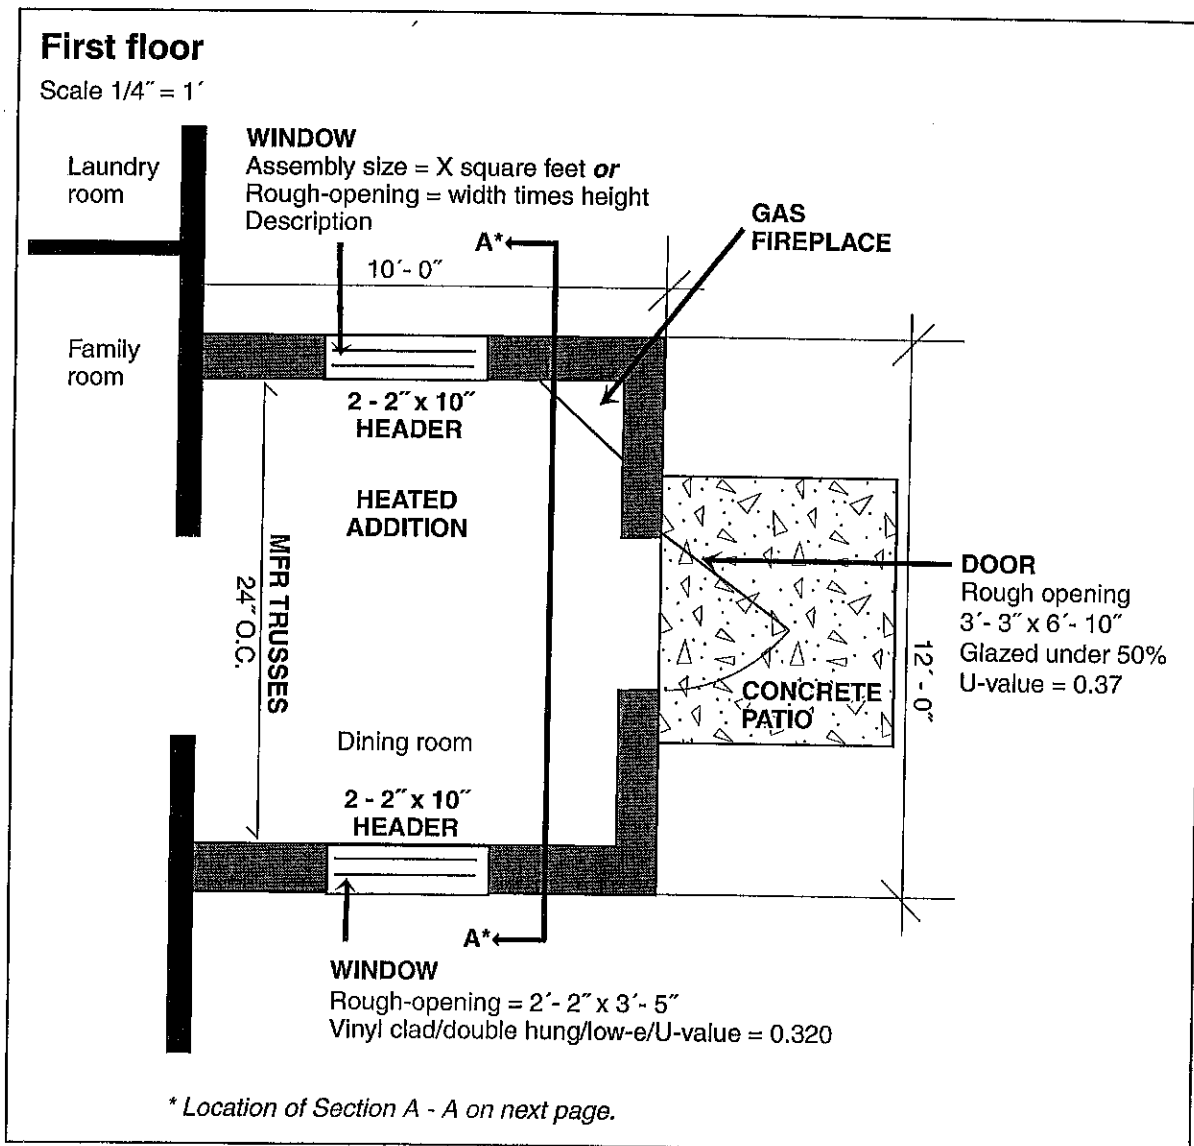 First floor
Scale 1/4″ = 1′
Laundry
room
WINDOW
Assembly size = X square feet or
Rough-opening = width times height
Description
GAS
FIREPLACE
A*
10′- 0″
Family
room
2 - 2″ x 10″
HEADER
HEATED
ADDITION
MFR TRUSSES
24″ O.C.
DOOR
Rough opening
3′- 3″ x 6′- 10″
Glazed under 50%
U-value = 0.37
12′ - 0″
CONCRETE
PATIO
Dining room
2 - 2″ x 10″
HEADER
A*
WINDOW
Rough-opening = 2′- 2″ x 3′- 5″
Vinyl clad/double hung/low-e/U-value = 0.320
* Location of Section A - A on next page.